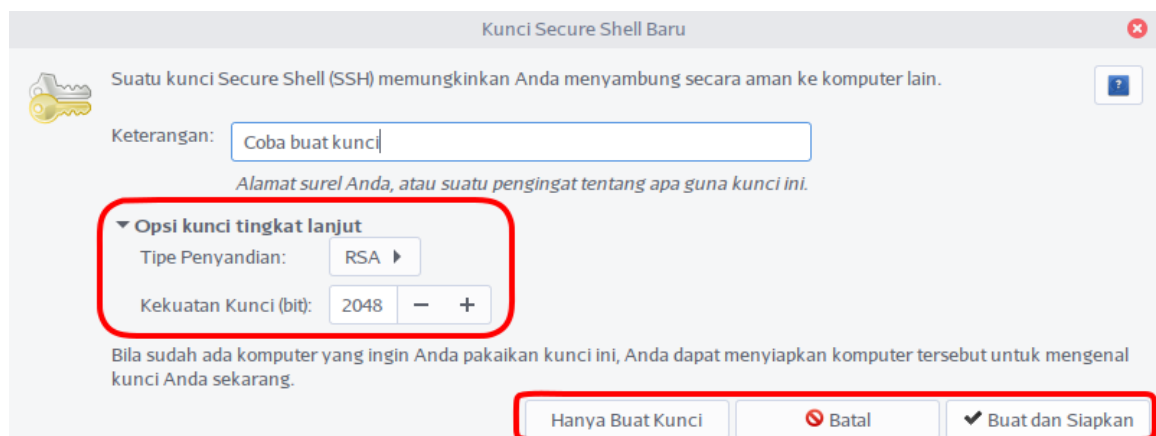 Kunci Secure Shell Baru
Suatu kunci Secure Shell (SSH) memungkinkan Anda menyambung secara aman ke komputer lain.
?
Keterangan: Coba buat kunci
Alamat surel Anda, atau suatu pengingat tentang apa guna kunci ini.
Opsi kunci tingkat lanjut
Tipe Penyandian: RSA
Kekuatan Kunci (bit): 2048 − +
Bila sudah ada komputer yang ingin Anda pakaikan kunci ini, Anda dapat menyiapkan komputer tersebut untuk mengenal
kunci Anda sekarang.
Hanya Buat Kunci Batal Buat dan Siapkan